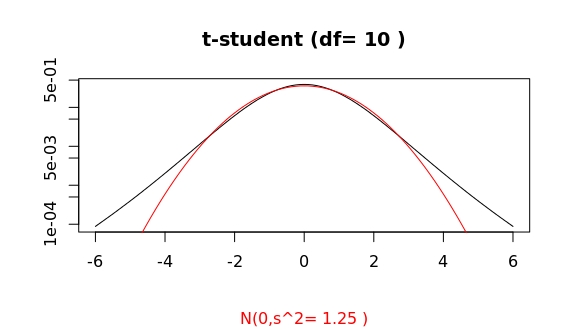 t-student (df= 10 )
5e-01
5e-03
1e-04
-6 -4 -2 0 2 4 6
N(0,s^2= 1.25 )